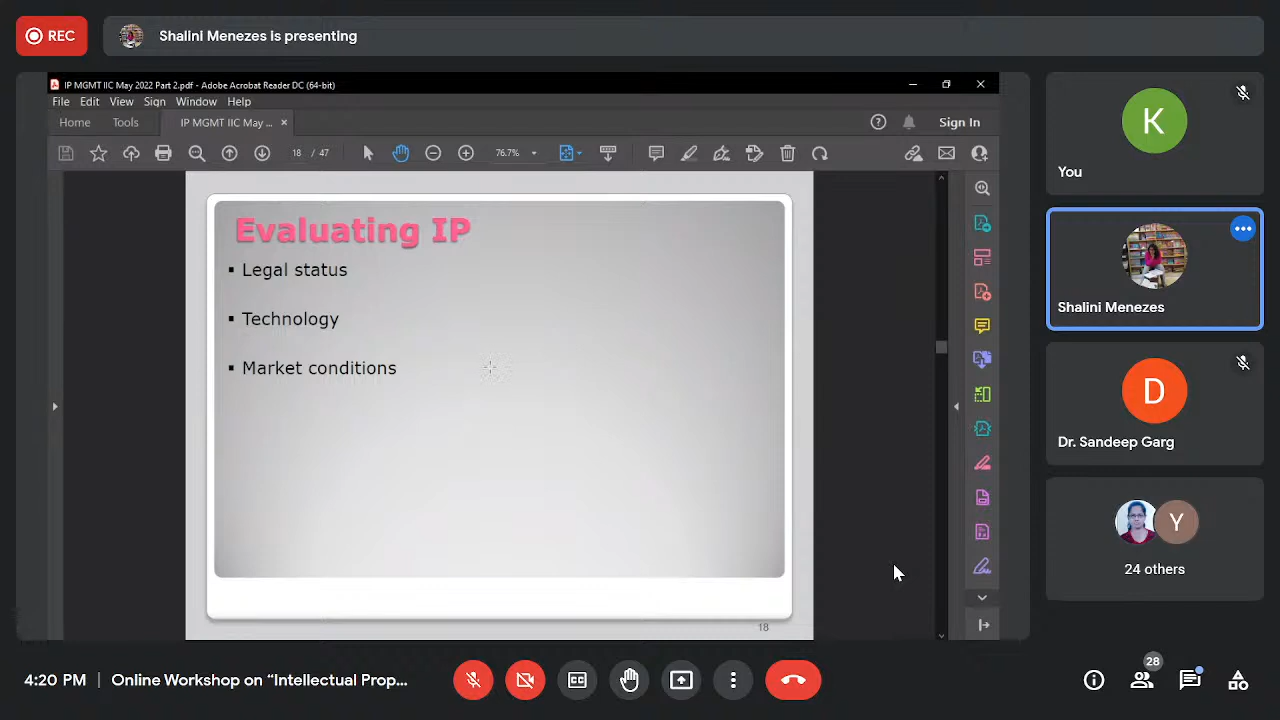 REC
Shalini Menezes is presenting
IP MGMT IIC May 2022 Part 2.pdf - Adobe Acrobat Reader DC (64-bit)
File Edit View Sign Window Help
Home Tools IP MGMT IIC May ... ×
Sign In
18 / 47
76.7%
Evaluating IP
▪ Legal status
▪ Technology
▪ Market conditions
18
K
You
Shalini Menezes
D
Dr. Sandeep Garg
Y
24 others
4:20 PM | Online Workshop on “Intellectual Prop...
28